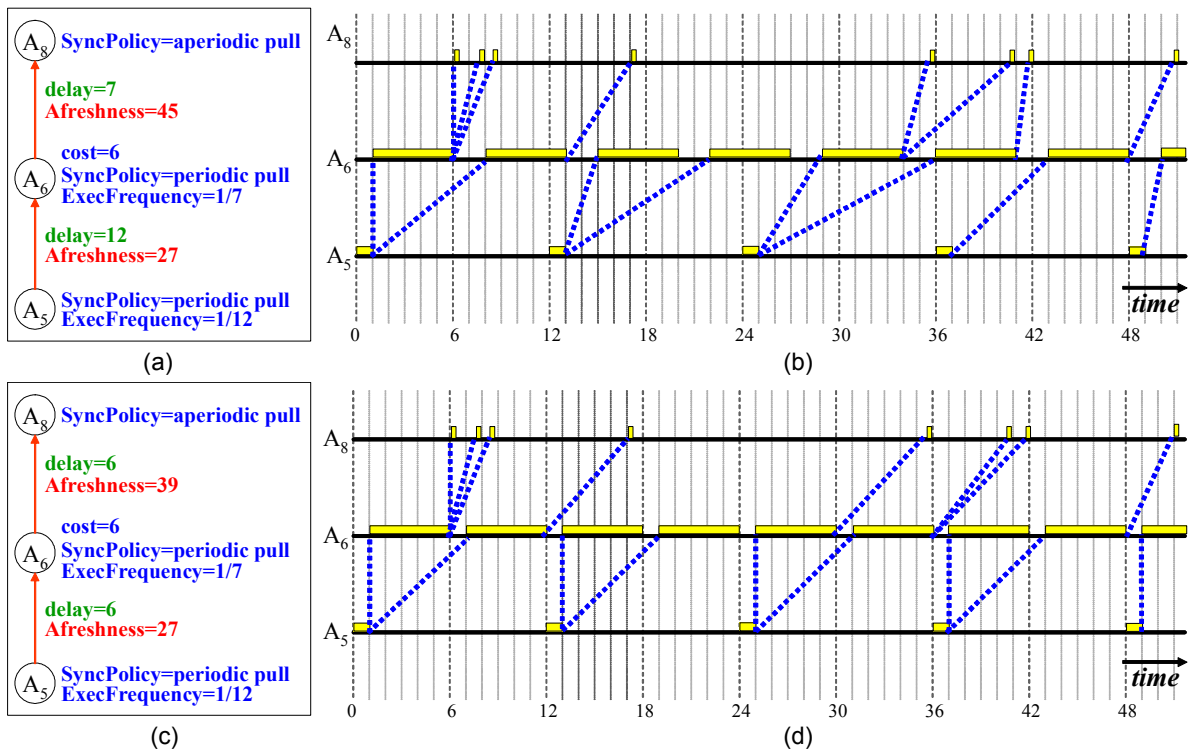 A8 SyncPolicy=aperiodic pull
delay=7
Afreshness=45
cost=6
A6 SyncPolicy=periodic pull
ExecFrequency=1/7
delay=12
Afreshness=27
A5 SyncPolicy=periodic pull
ExecFrequency=1/12
(a)
A8
A6
A5
time
0 6 12 18 24 30 36 42 48
(b)
A8 SyncPolicy=aperiodic pull
delay=6
Afreshness=39
cost=6
A6 SyncPolicy=periodic pull
ExecFrequency=1/7
delay=6
Afreshness=27
A5 SyncPolicy=periodic pull
ExecFrequency=1/12
(c)
A8
A6
A5
time
0 6 12 18 24 30 36 42 48
(d)